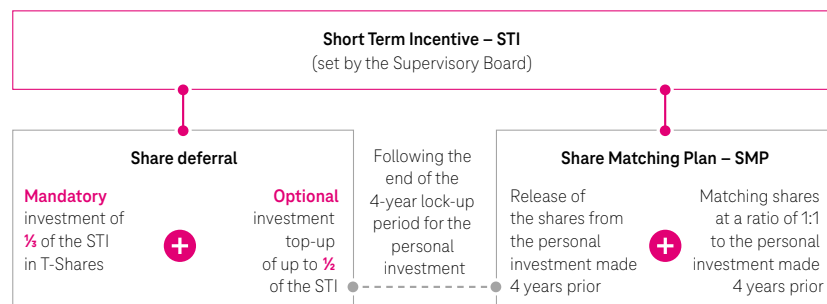 Short Term Incentive – STI
(set by the Supervisory Board)
Share deferral
Mandatory
investment of
⅓ of the STI
in T-Shares
+
Optional
investment
top-up
of up to ½
of the STI
Following the
end of the
4-year lock-up
period for the
personal
investment
Share Matching Plan – SMP
Release of
the shares from
the personal
investment made
4 years prior
+
Matching shares
at a ratio of 1:1
to the personal
investment made
4 years prior